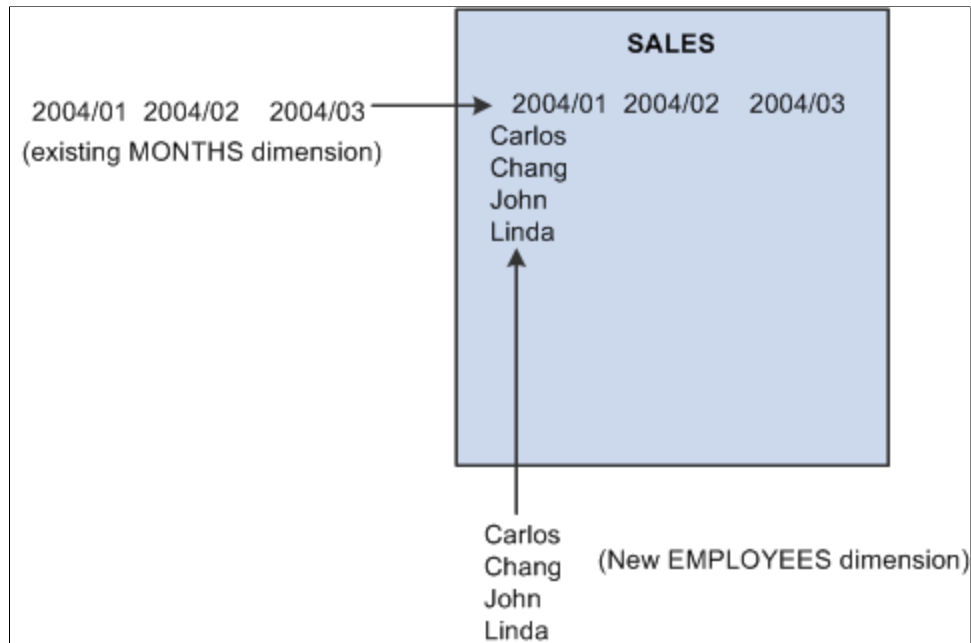 SALES
2004/01 2004/02 2004/03
(existing MONTHS dimension)
2004/01 2004/02 2004/03
Carlos
Chang
John
Linda
Carlos
Chang
John
Linda
(New EMPLOYEES dimension)